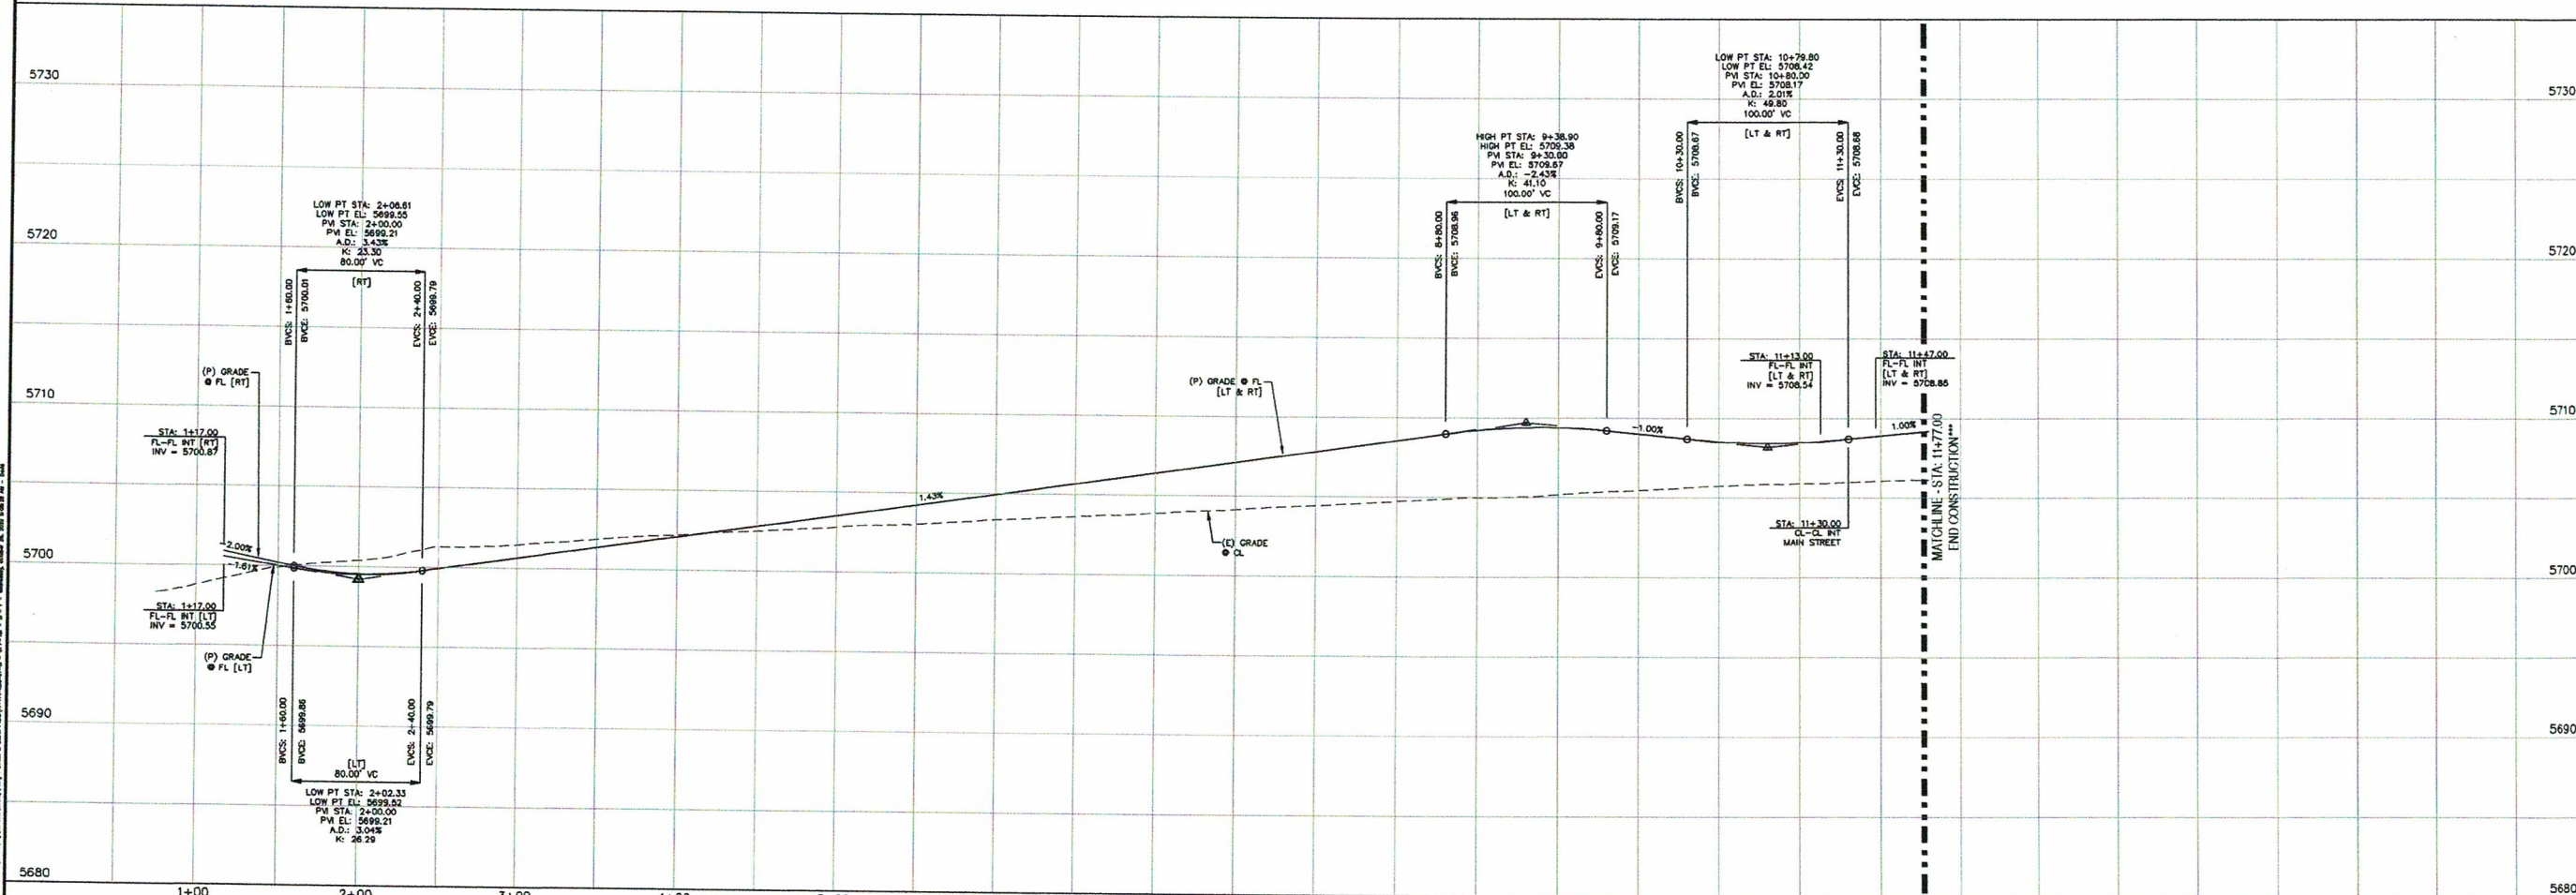 5730
5720
5710
5700
5690
5680
LOW PT STA: 2+06.61
LOW PT EL: 5699.55
PVI STA: 2+00.00
PVI EL: 5699.21
A.D.: 3.43%
K: 23.30
80.00' VC
[RT]
BVCS: 1+60.00
BVCE: 5700.01
EVCS: 2+40.00
EVCE: 5699.79
(P) GRADE
@ FL [RT]
STA: 1+17.00
FL-FL INT [RT]
INV = 5700.87
-2.00%
-1.61%
STA: 1+17.00
FL-FL INT [LT]
INV = 5700.55
(P) GRADE
@ FL [LT]
BVCS: 1+60.00
BVCE: 5699.86
EVCS: 2+40.00
EVCE: 5699.79
[LT]
80.00' VC
LOW PT STA: 2+02.33
LOW PT EL: 5699.52
PVI STA: 2+00.00
PVI EL: 5699.21
A.D.: 3.04%
K: 26.29
1.43%
(P) GRADE @ FL
[LT & RT]
(E) GRADE
@ CL
HIGH PT STA: 9+38.90
HIGH PT EL: 5709.38
PVI STA: 9+30.00
PVI EL: 5709.67
A.D.: -2.43%
K: 41.10
100.00' VC
[LT & RT]
BVCS: 8+80.00
BVCE: 5708.96
EVCS: 9+80.00
EVCE: 5709.17
-1.00%
LOW PT STA: 10+79.80
LOW PT EL: 5708.42
PVI STA: 10+80.00
PVI EL: 5708.17
A.D.: 2.01%
K: 49.80
100.00' VC
[LT & RT]
BVCS: 10+30.00
BVCE: 5708.67
EVCS: 11+30.00
EVCE: 5708.68
STA: 11+13.00
FL-FL INT
[LT & RT]
INV = 5708.54
STA: 11+47.00
FL-FL INT
[LT & RT]
INV = 5708.85
1.00%
STA: 11+30.00
CL-CL INT
MAIN STREET
MATCHLINE - STA: 11+77.00
END CONSTRUCTION***
5730
5720
5710
5700
5690
5680
1+00
2+00